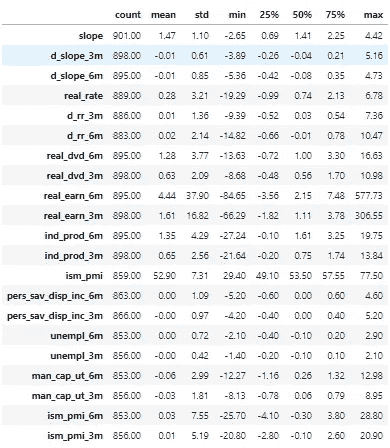 count mean std min 25% 50% 75% max
slope 901.00 1.47 1.10 -2.65 0.69 1.41 2.25 4.42
d_slope_3m 898.00 -0.01 0.61 -3.89 -0.26 -0.04 0.21 5.16
d_slope_6m 895.00 -0.01 0.85 -5.36 -0.42 -0.08 0.35 4.73
real_rate 889.00 0.28 3.21 -19.29 -0.99 0.74 2.13 6.78
d_rr_3m 886.00 0.01 1.36 -9.39 -0.52 0.03 0.54 7.36
d_rr_6m 883.00 0.02 2.14 -14.82 -0.66 -0.01 0.78 10.47
real_dvd_6m 895.00 1.28 3.77 -13.63 -0.72 1.00 3.30 16.63
real_dvd_3m 898.00 0.63 2.09 -8.68 -0.48 0.56 1.70 10.98
real_earn_6m 895.00 4.44 37.90 -84.65 -3.56 2.15 7.48 577.73
real_earn_3m 898.00 1.61 16.82 -66.29 -1.82 1.11 3.78 306.55
ind_prod_6m 895.00 1.35 4.29 -27.24 -0.10 1.61 3.25 19.75
ind_prod_3m 898.00 0.65 2.56 -21.64 -0.20 0.75 1.74 13.84
ism_pmi 859.00 52.90 7.31 29.40 49.10 53.50 57.55 77.50
pers_sav_disp_inc_6m 863.00 0.00 1.09 -5.20 -0.60 0.00 0.60 4.60
pers_sav_disp_inc_3m 866.00 -0.00 0.97 -4.20 -0.40 0.00 0.40 5.20
unempl_6m 853.00 0.00 0.72 -2.10 -0.40 -0.10 0.20 2.90
unempl_3m 856.00 -0.00 0.42 -1.40 -0.20 -0.10 0.10 2.10
man_cap_ut_6m 853.00 -0.06 2.99 -12.27 -1.16 0.26 1.32 12.98
man_cap_ut_3m 856.00 -0.03 1.81 -8.13 -0.78 0.06 0.79 8.95
ism_pmi_6m 853.00 0.03 7.55 -25.70 -4.10 -0.30 3.80 28.80
ism_pmi_3m 856.00 0.01 5.19 -20.80 -2.80 -0.10 2.60 20.90